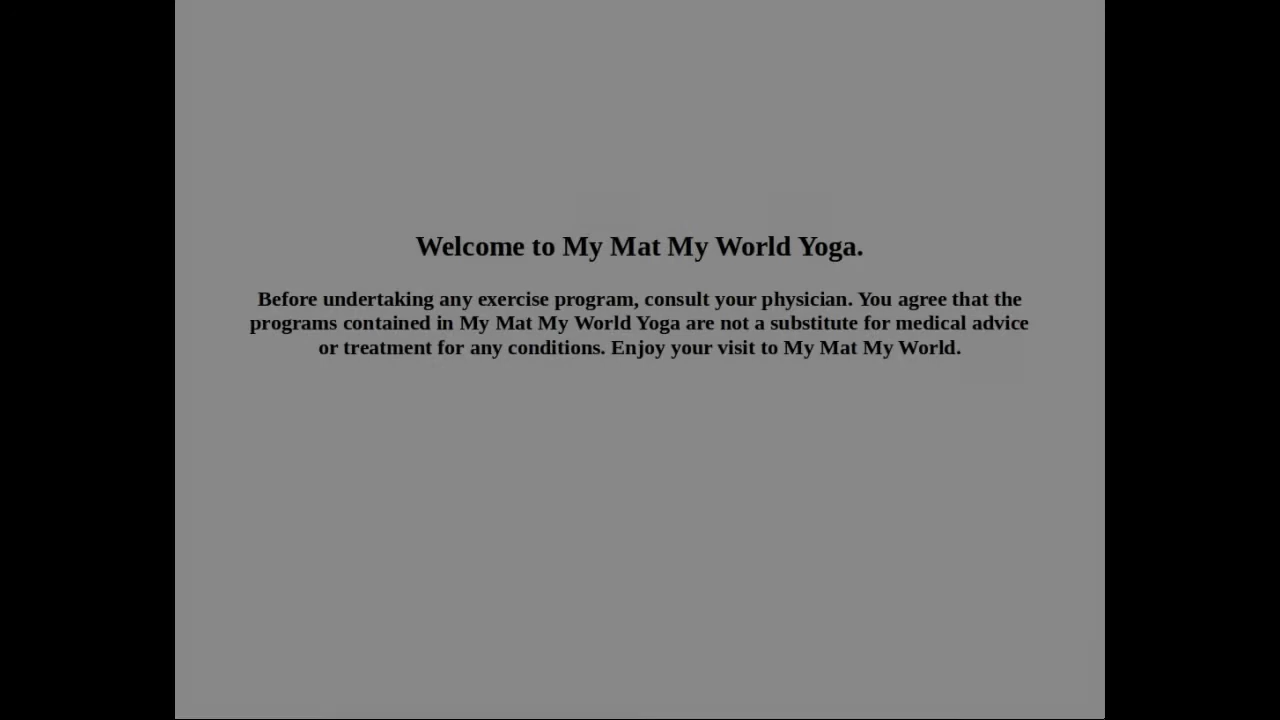 Welcome to My Mat My World Yoga.
Before undertaking any exercise program, consult your physician. You agree that the
programs contained in My Mat My World Yoga are not a substitute for medical advice
or treatment for any conditions. Enjoy your visit to My Mat My World.